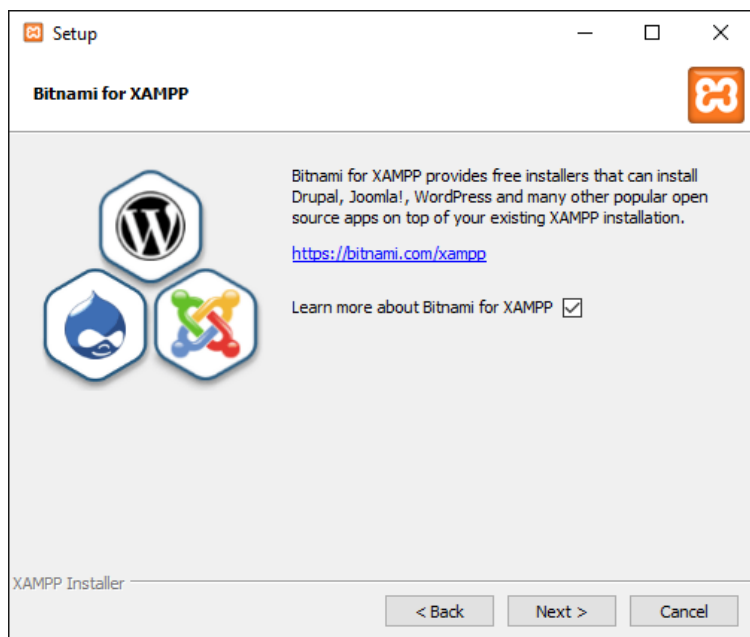 Setup
Bitnami for XAMPP
Bitnami for XAMPP provides free installers that can install
Drupal, Joomla!, WordPress and many other popular open
source apps on top of your existing XAMPP installation.
https://bitnami.com/xampp
Learn more about Bitnami for XAMPP
XAMPP Installer
< Back Next > Cancel